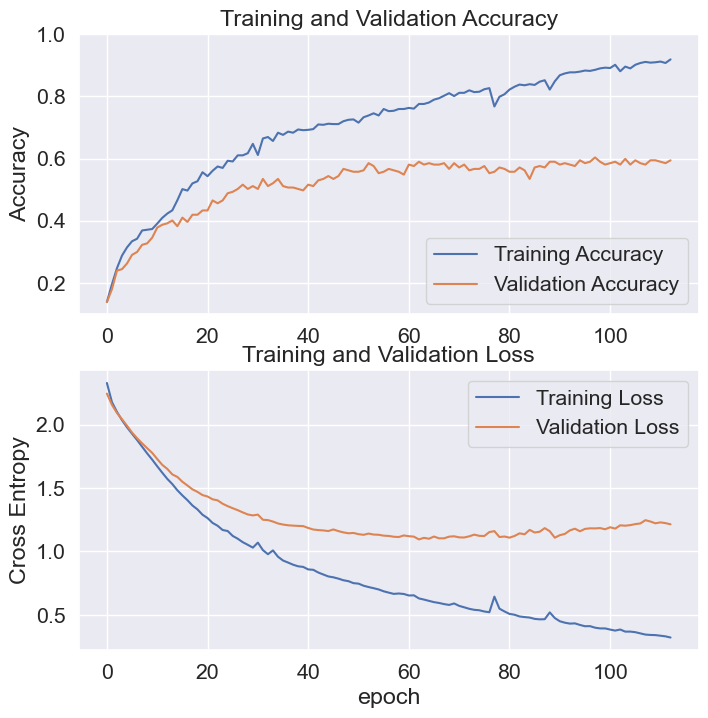 Training and Validation Accuracy
Accuracy
1.0
0.8
0.6
0.4
0.2
Training Accuracy
Validation Accuracy
0 20 40 60 80 100
Training and Validation Loss
Cross Entropy
2.0
1.5
1.0
0.5
Training Loss
Validation Loss
0 20 40 60 80 100
epoch